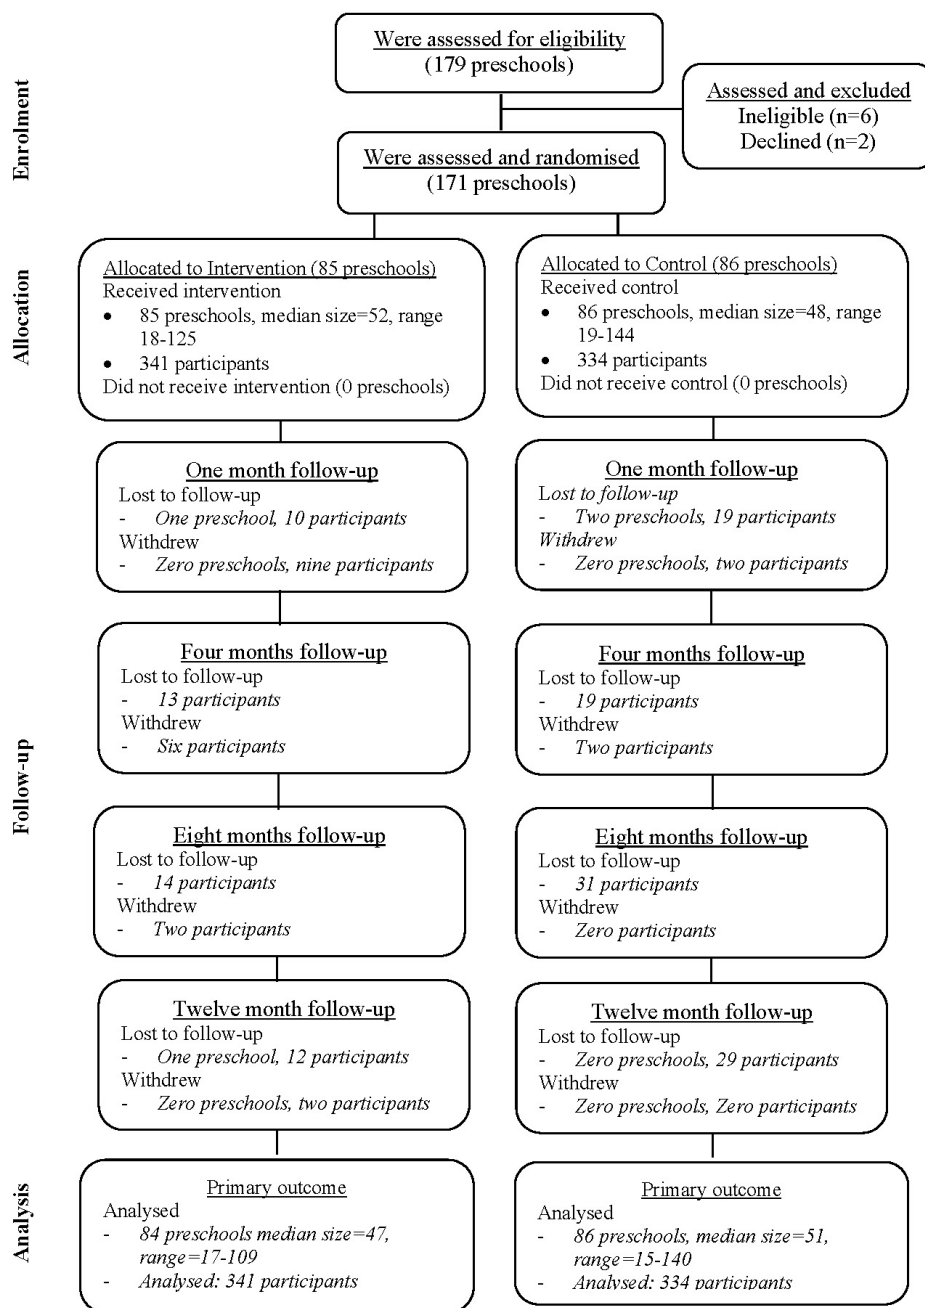 Enrolment
Were assessed for eligibility
(179 preschools)
Assessed and excluded
Ineligible (n=6)
Declined (n=2)
Were assessed and randomised
(171 preschools)
Allocation
Allocated to Intervention (85 preschools)
Received intervention
• 85 preschools, median size=52, range
18-125
• 341 participants
Did not receive intervention (0 preschools)
Allocated to Control (86 preschools)
Received control
• 86 preschools, median size=48, range
19-144
• 334 participants
Did not receive control (0 preschools)
Follow-up
One month follow-up
Lost to follow-up
- One preschool, 10 participants
Withdrew
- Zero preschools, nine participants
One month follow-up
Lost to follow-up
- Two preschools, 19 participants
Withdrew
- Zero preschools, two participants
Four months follow-up
Lost to follow-up
- 13 participants
Withdrew
- Six participants
Four months follow-up
Lost to follow-up
- 19 participants
Withdrew
- Two participants
Eight months follow-up
Lost to follow-up
- 14 participants
Withdrew
- Two participants
Eight months follow-up
Lost to follow-up
- 31 participants
Withdrew
- Zero participants
Twelve month follow-up
Lost to follow-up
- One preschool, 12 participants
Withdrew
- Zero preschools, two participants
Twelve month follow-up
Lost to follow-up
- Zero preschools, 29 participants
Withdrew
- Zero preschools, Zero participants
Analysis
Primary outcome
Analysed
- 84 preschools median size=47,
range=17-109
- Analysed: 341 participants
Primary outcome
Analysed
- 86 preschools, median size=51,
range=15-140
- Analysed: 334 participants